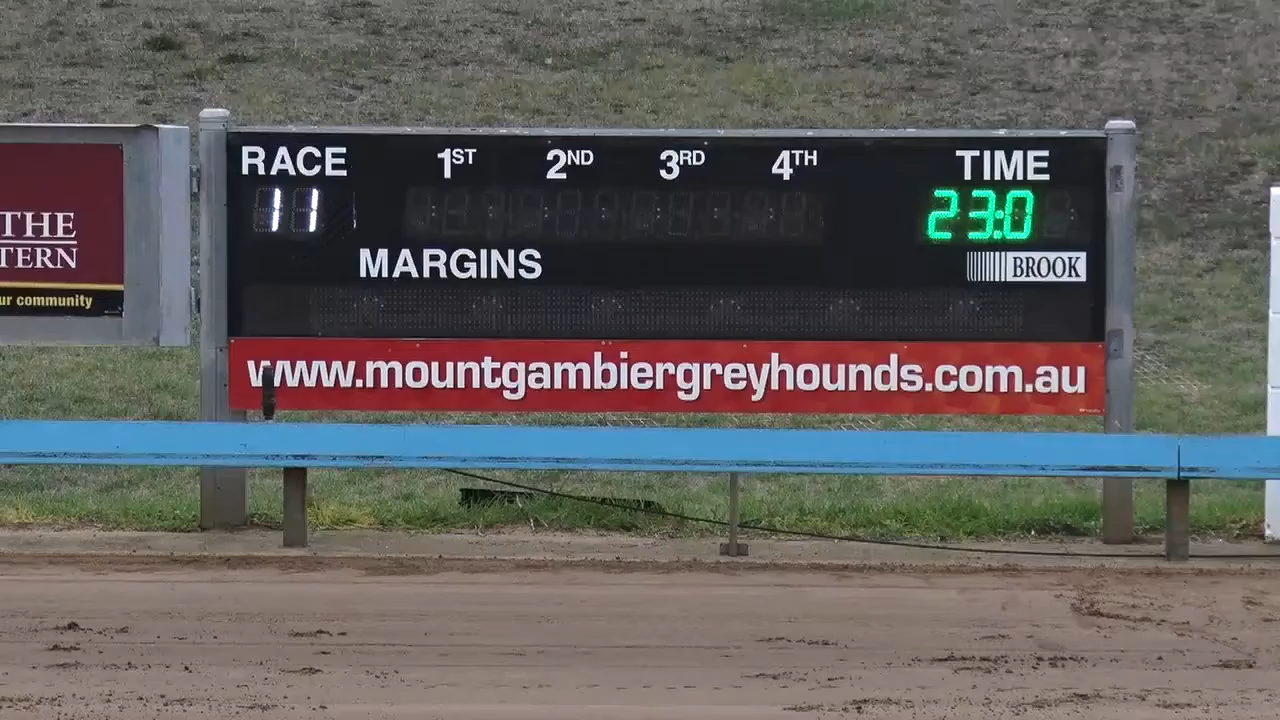 RACE 1ST 2ND 3RD 4TH TIME
11 23:0
MARGINS
BROOK
www.mountgambiergreyhounds.com.au
THE
TERN
ur community